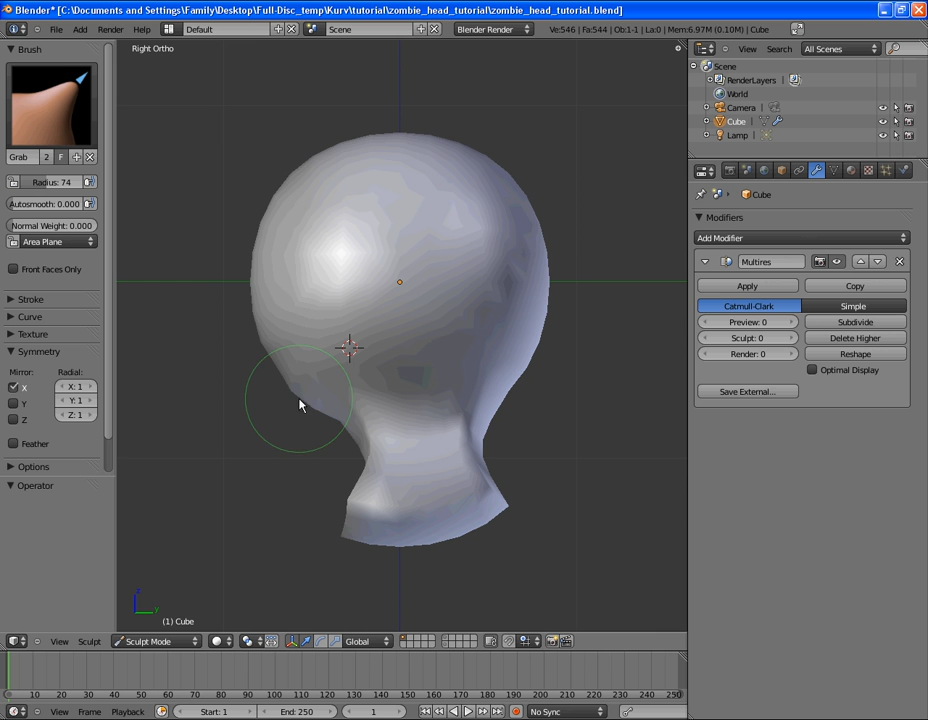 Blender* [C:\Documents and Settings\Family\Desktop\Full-Disc_temp\Kurv\tutorial\zombie_head_tutorial\zombie_head_tutorial.blend]
File Add Render Help Default Scene Blender Render Ve:546 | Fa:544 | Ob:1-1 | La:0 | Mem:6.97M (0.10M) | Cube
Brush
Grab 2 F
Radius: 74
Autosmooth: 0.000
Normal Weight: 0.000
Area Plane
Front Faces Only
Stroke
Curve
Texture
Symmetry
Mirror: Radial:
X X: 1
Y Y: 1
Z Z: 1
Feather
Options
Operator
Right Ortho
z
y
(1) Cube
View Search All Scenes
Scene
RenderLayers |
World
Camera |
Cube |
Lamp |
Cube
Modifiers
Add Modifier
Multires
Apply Copy
Catmull-Clark Simple
Preview: 0 Subdivide
Sculpt: 0 Delete Higher
Render: 0 Reshape
Optimal Display
Save External...
View Sculpt Sculpt Mode Global
0 10 20 30 40 50 60 70 80 90 100 110 120 130 140 150 160 170 180 190 200 210 220 230 240 250
View Frame Playback Start: 1 End: 250 1 No Sync